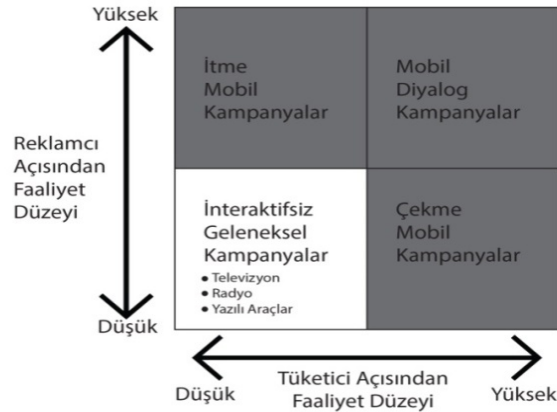 Yüksek
Reklamcı
Açısından
Faaliyet
Düzeyi
Düşük
İtme
Mobil
Kampanyalar
Mobil
Diyalog
Kampanyalar
İnteraktifsiz
Geleneksel
Kampanyalar
• Televizyon
• Radyo
• Yazılı Araçlar
Çekme
Mobil
Kampanyalar
Düşük
Tüketici Açısından
Faaliyet Düzeyi
Yüksek